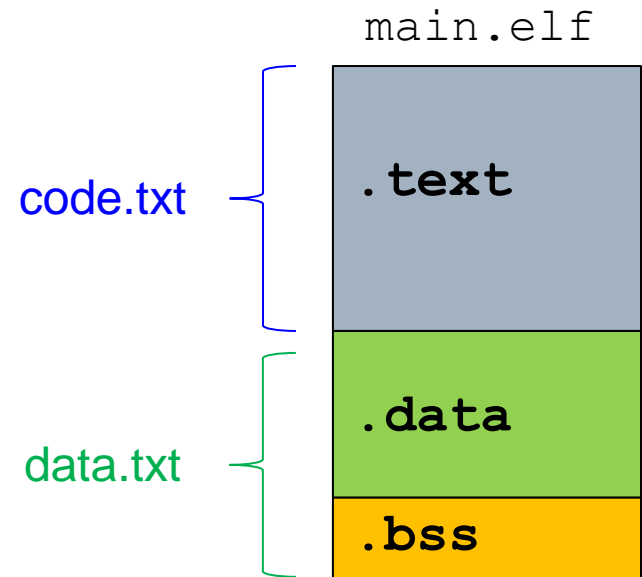 main.elf
.text
code.txt
.data
data.txt
.bss